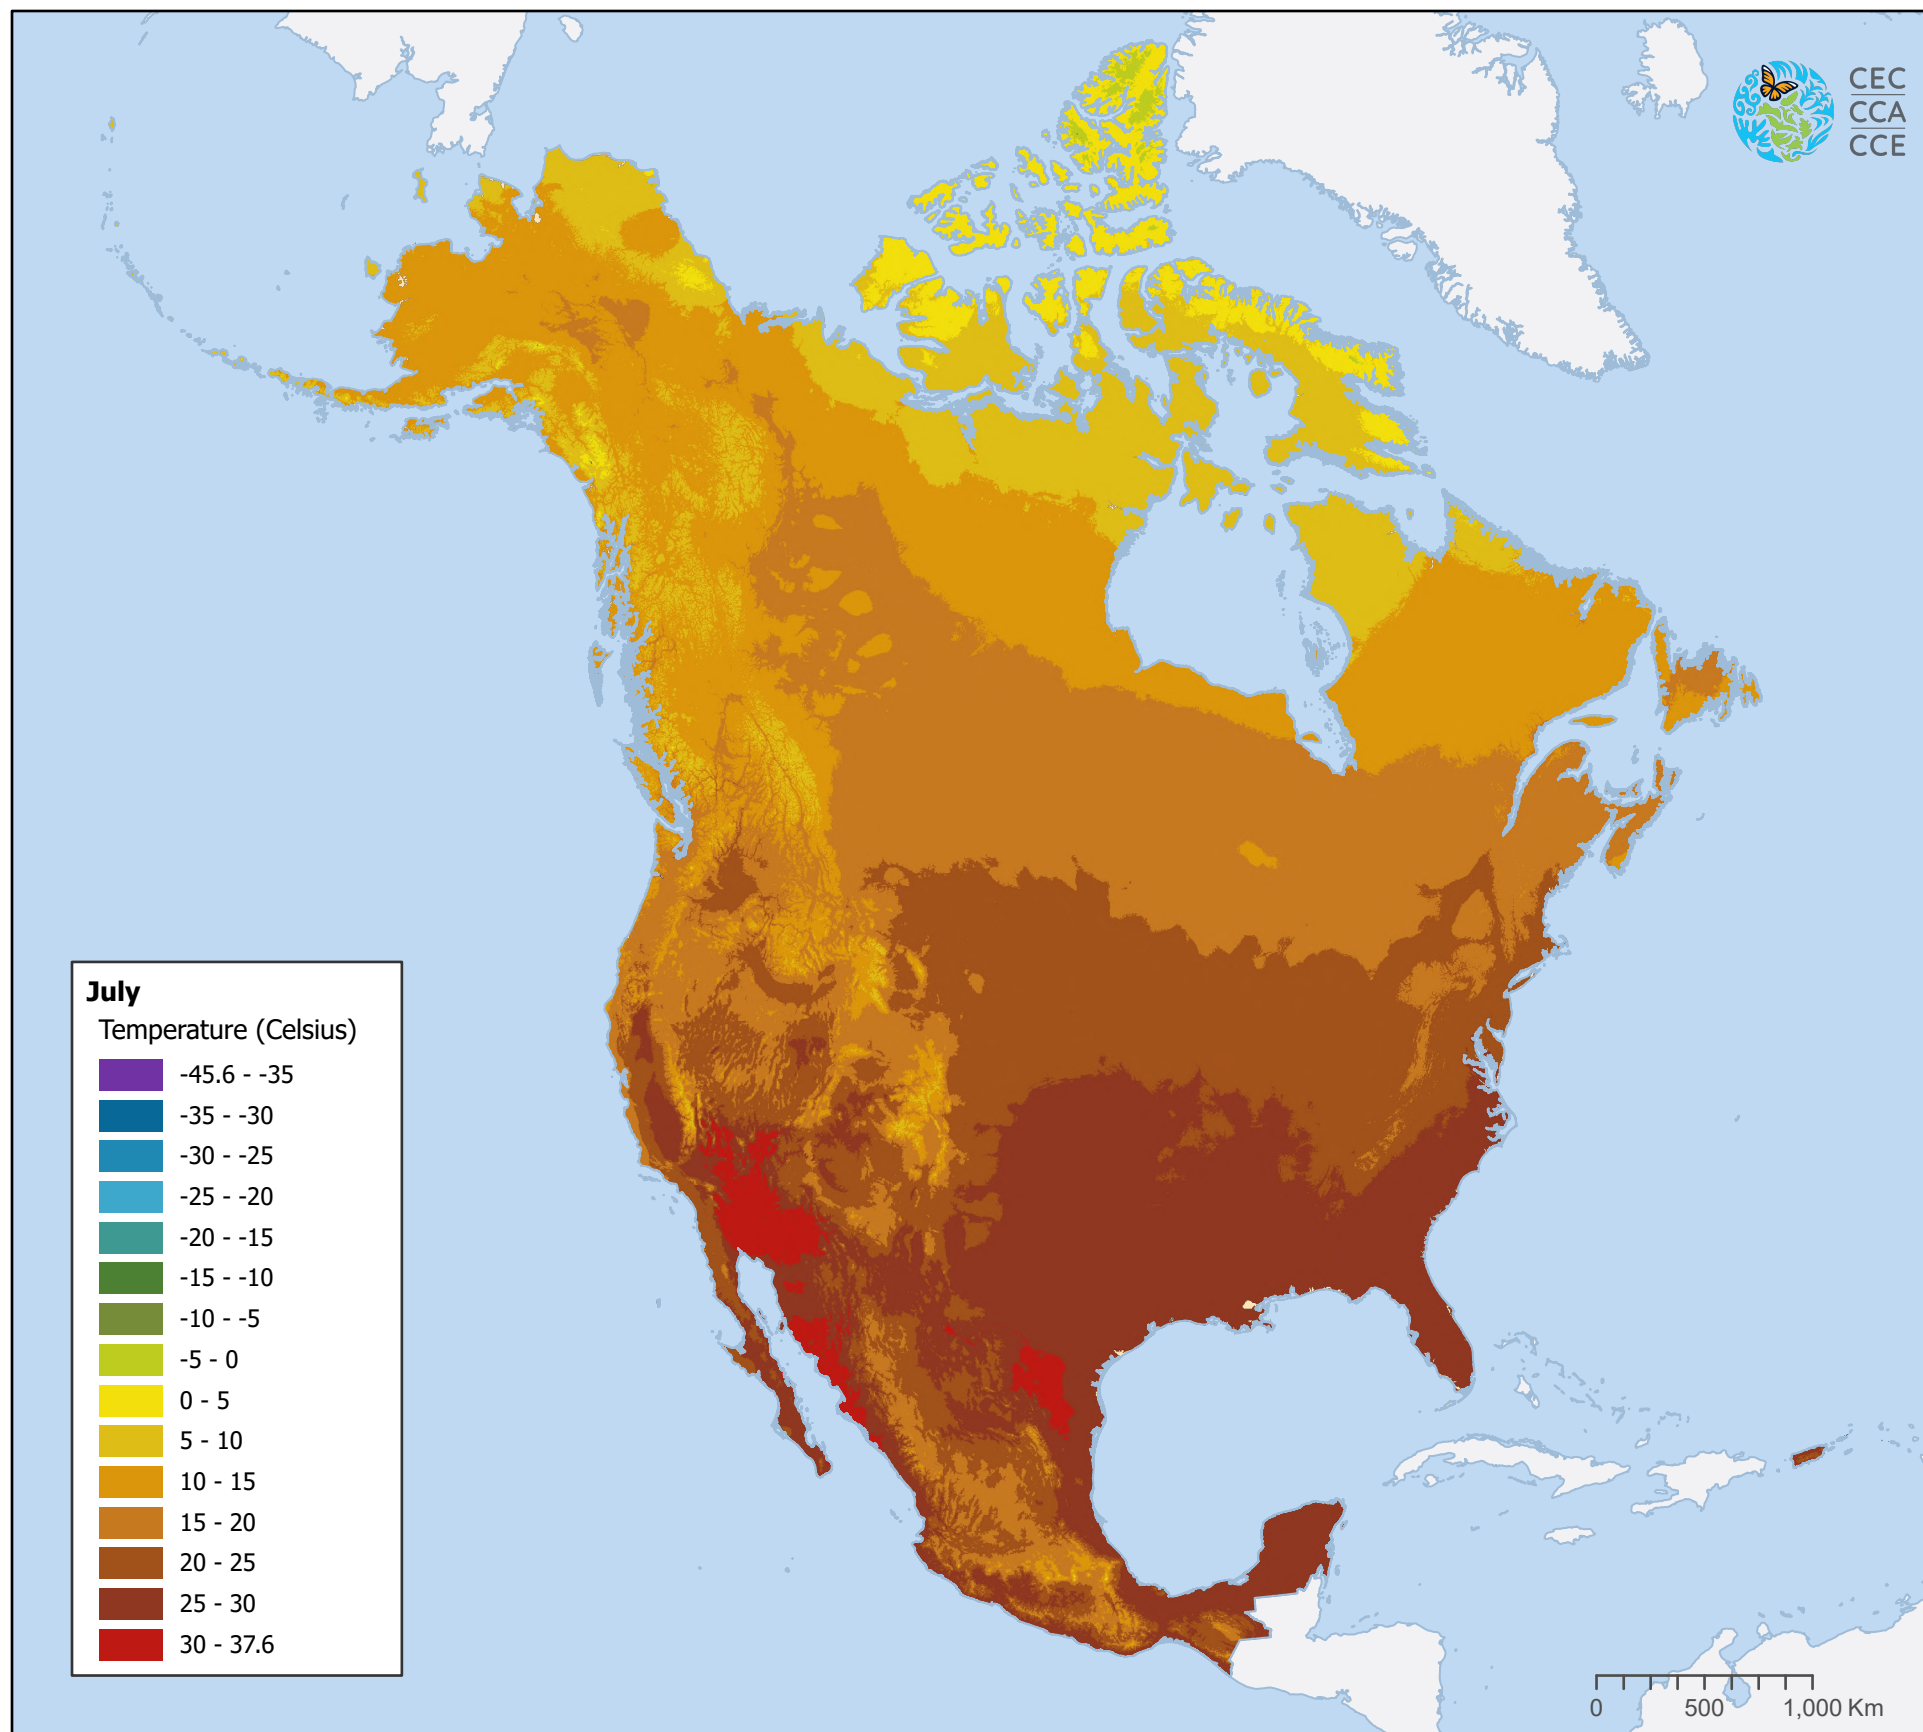 CEC
CCA
CCE
July
Temperature (Celsius)
-45.6 - -35
-35 - -30
-30 - -25
-25 - -20
-20 - -15
-15 - -10
-10 - -5
-5 - 0
0 - 5
5 - 10
10 - 15
15 - 20
20 - 25
25 - 30
30 - 37.6
0 500 1,000 Km